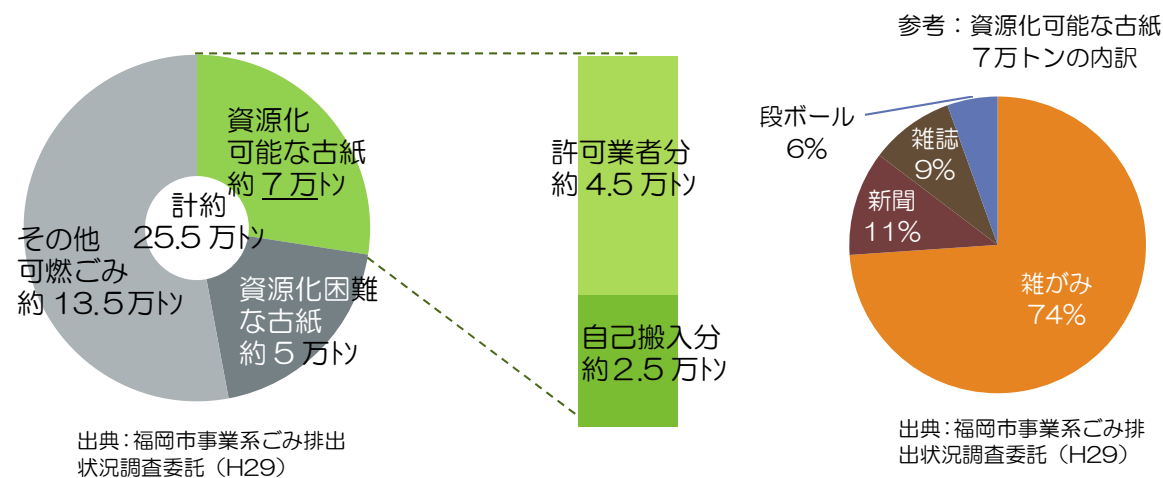 資源化
可能な古紙
約 7 万トン
計約
25.5 万トン
その他
可燃ごみ
約 13.5万トン
資源化困難
な古紙
約 5 万トン
出典：福岡市事業系ごみ排出
状況調査委託（H29）
許可業者分
約 4.5 万トン
自己搬入分
約2.5 万トン
参考：資源化可能な古紙
7万トンの内訳
段ボール
6%
雑誌
9%
新聞
11%
雑がみ
74%
出典：福岡市事業系ごみ排
出状況調査委託（H29）